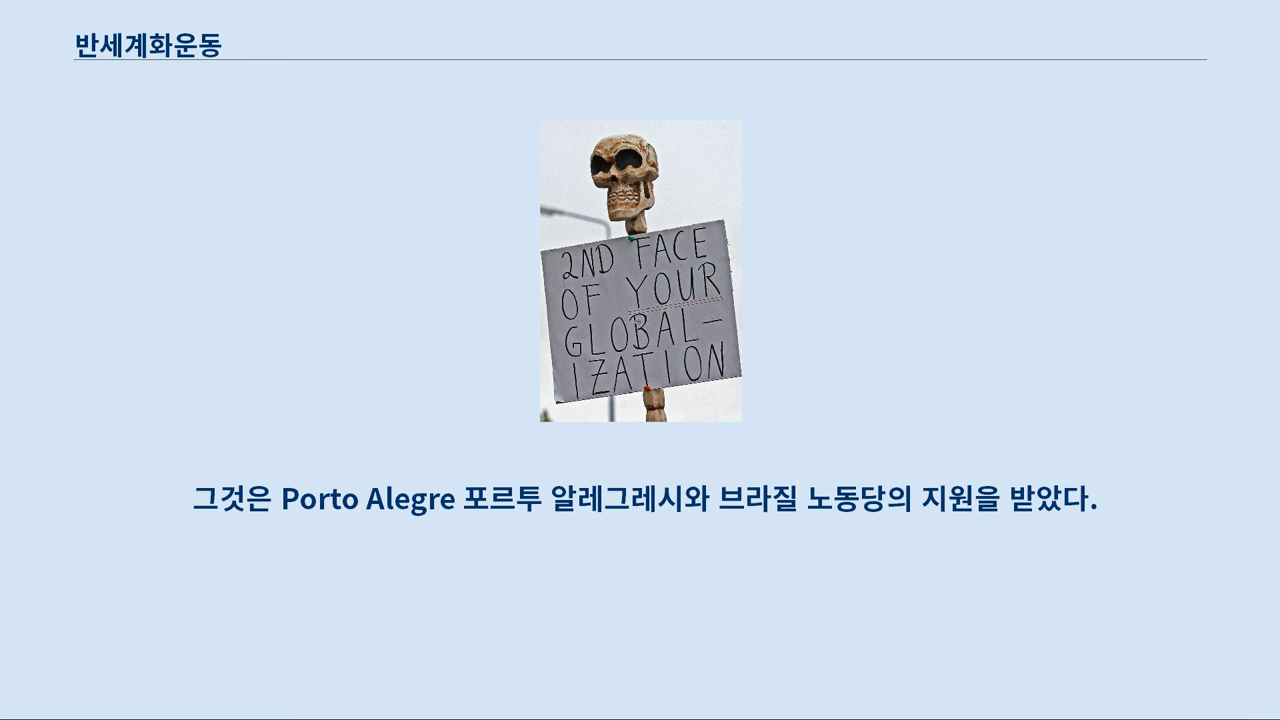 반세계화운동
2ND FACE
OF YOUR
GLOBAL-
IZATION
그것은 Porto Alegre 포르투 알레그레시와 브라질 노동당의 지원을 받았다.